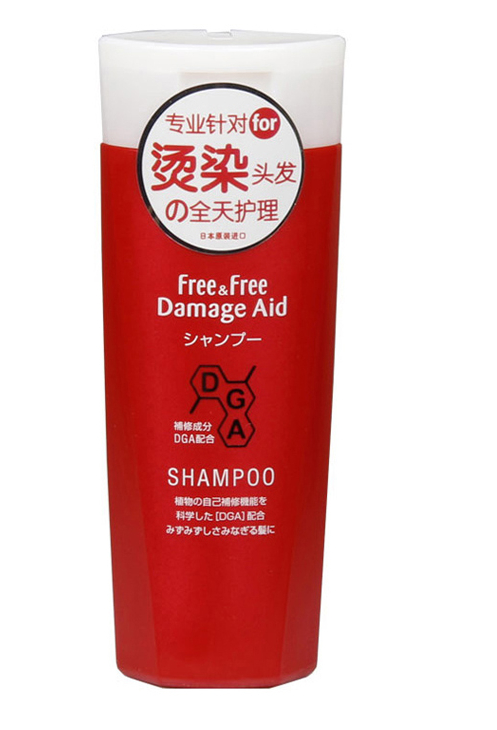 专业针对for
烫染头发
の全天护理
日本原装进口
Free&Free
Damage Aid
シャンプー
DGA
補修成分
DGA配合
SHAMPOO
植物の自己補修機能を
科学した[DGA]配合
みずみずしさみなぎる髪に